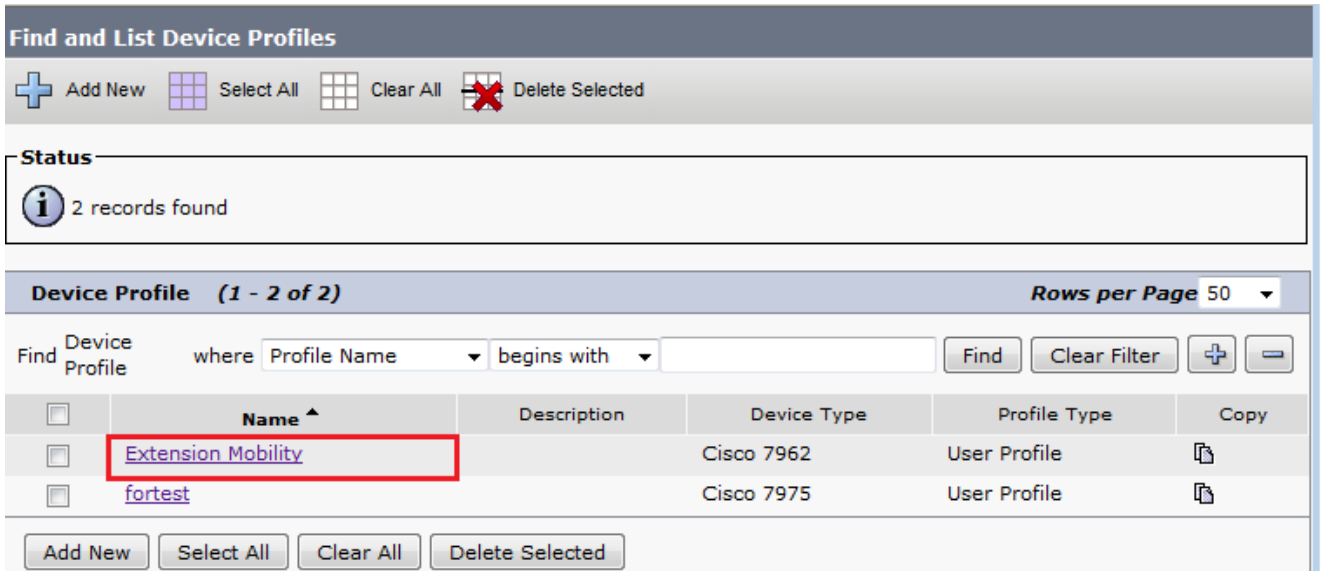 Find and List Device Profiles
Add New Select All Clear All Delete Selected
Status
2 records found
Device Profile (1 - 2 of 2) Rows per Page 50
Find Device Profile where Profile Name begins with Find Clear Filter
Name Description Device Type Profile Type Copy
Extension Mobility Cisco 7962 User Profile
fortest Cisco 7975 User Profile
Add New Select All Clear All Delete Selected